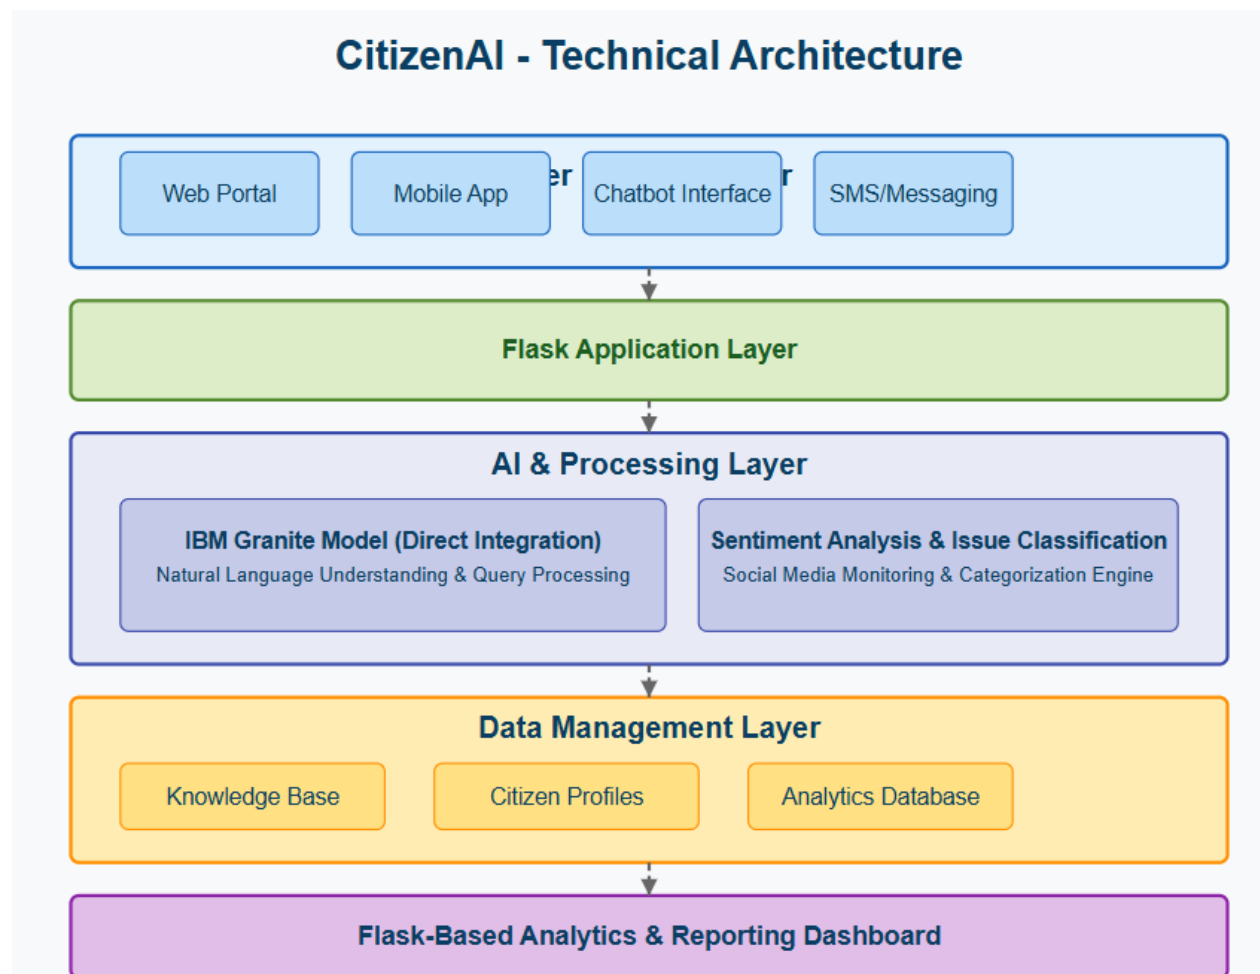 CitizenAI - Technical Architecture
Web Portal
Mobile App
er
Chatbot Interface
r
SMS/Messaging
Flask Application Layer
AI & Processing Layer
IBM Granite Model (Direct Integration)
Natural Language Understanding & Query Processing
Sentiment Analysis & Issue Classification
Social Media Monitoring & Categorization Engine
Data Management Layer
Knowledge Base
Citizen Profiles
Analytics Database
Flask-Based Analytics & Reporting Dashboard